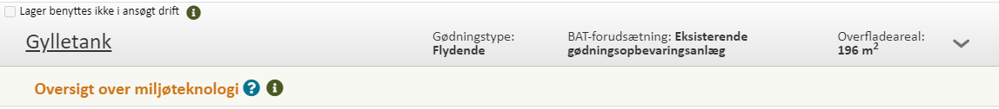 Lager benyttes ikke i ansøgt drift
Gylletank
Gødningstype:
Flydende
BAT-forudsætning: Eksisterende
gødningsopbevaringsanlæg
Overfladeareal:
196 m²
Oversigt over miljøteknologi